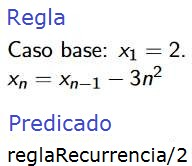 Regla
Caso base: x₁ = 2.
xₙ = xₙ₋₁ − 3n²
Predicado
reglaRecurrencia/2